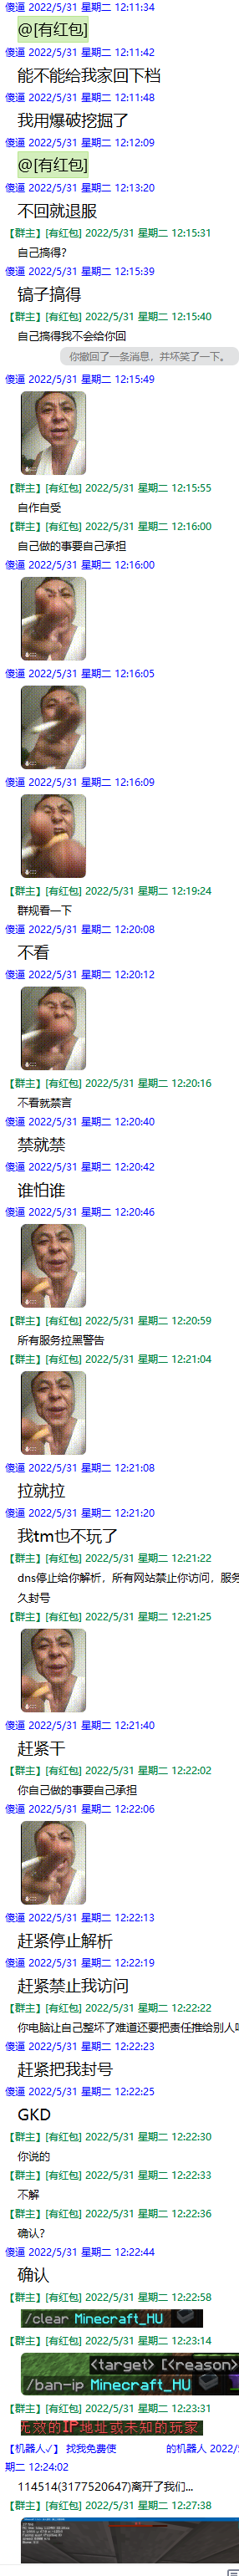 傻逼 2022/5/31 星期二 12:11:34
@[有红包]
傻逼 2022/5/31 星期二 12:11:42
能不能给我家回下档
傻逼 2022/5/31 星期二 12:11:48
我用爆破挖掘了
傻逼 2022/5/31 星期二 12:12:09
@[有红包]
傻逼 2022/5/31 星期二 12:13:20
不回就退服
【群主】[有红包] 2022/5/31 星期二 12:15:31
自己搞得?
傻逼 2022/5/31 星期二 12:15:39
镐子搞得
【群主】[有红包] 2022/5/31 星期二 12:15:40
自己搞得我不会给你回
你撤回了一条消息，并坏笑了一下。
傻逼 2022/5/31 星期二 12:15:49
【群主】[有红包] 2022/5/31 星期二 12:15:55
自作自受
【群主】[有红包] 2022/5/31 星期二 12:16:00
自己做的事要自己承担
傻逼 2022/5/31 星期二 12:16:00
傻逼 2022/5/31 星期二 12:16:05
傻逼 2022/5/31 星期二 12:16:09
【群主】[有红包] 2022/5/31 星期二 12:19:24
群规看一下
傻逼 2022/5/31 星期二 12:20:08
不看
傻逼 2022/5/31 星期二 12:20:12
【群主】[有红包] 2022/5/31 星期二 12:20:16
不看就禁言
傻逼 2022/5/31 星期二 12:20:40
禁就禁
傻逼 2022/5/31 星期二 12:20:42
谁怕谁
傻逼 2022/5/31 星期二 12:20:46
【群主】[有红包] 2022/5/31 星期二 12:20:59
所有服务拉黑警告
【群主】[有红包] 2022/5/31 星期二 12:21:04
傻逼 2022/5/31 星期二 12:21:08
拉就拉
傻逼 2022/5/31 星期二 12:21:20
我tm也不玩了
【群主】[有红包] 2022/5/31 星期二 12:21:22
dns停止给你解析，所有网站禁止你访问，服务
久封号
【群主】[有红包] 2022/5/31 星期二 12:21:25
傻逼 2022/5/31 星期二 12:21:40
赶紧干
【群主】[有红包] 2022/5/31 星期二 12:22:02
你自己做的事要自己承担
傻逼 2022/5/31 星期二 12:22:06
傻逼 2022/5/31 星期二 12:22:13
赶紧停止解析
傻逼 2022/5/31 星期二 12:22:19
赶紧禁止我访问
【群主】[有红包] 2022/5/31 星期二 12:22:22
你电脑让自己整坏了难道还要把责任推给别人吗
傻逼 2022/5/31 星期二 12:22:23
赶紧把我封号
傻逼 2022/5/31 星期二 12:22:25
GKD
【群主】[有红包] 2022/5/31 星期二 12:22:30
你说的
【群主】[有红包] 2022/5/31 星期二 12:22:33
不解
【群主】[有红包] 2022/5/31 星期二 12:22:36
确认?
傻逼 2022/5/31 星期二 12:22:44
确认
【群主】[有红包] 2022/5/31 星期二 12:22:58
/clear Minecraft_HU
【群主】[有红包] 2022/5/31 星期二 12:23:14
<target> [<reason>
/ban-ip Minecraft_HU
【群主】[有红包] 2022/5/31 星期二 12:23:31
无效的IP地址或未知的玩家
【机器人✓】 找我免费使 的机器人 2022/5
期二 12:24:02
114514(3177520647)离开了我们...
【群主】[有红包] 2022/5/31 星期二 12:27:38